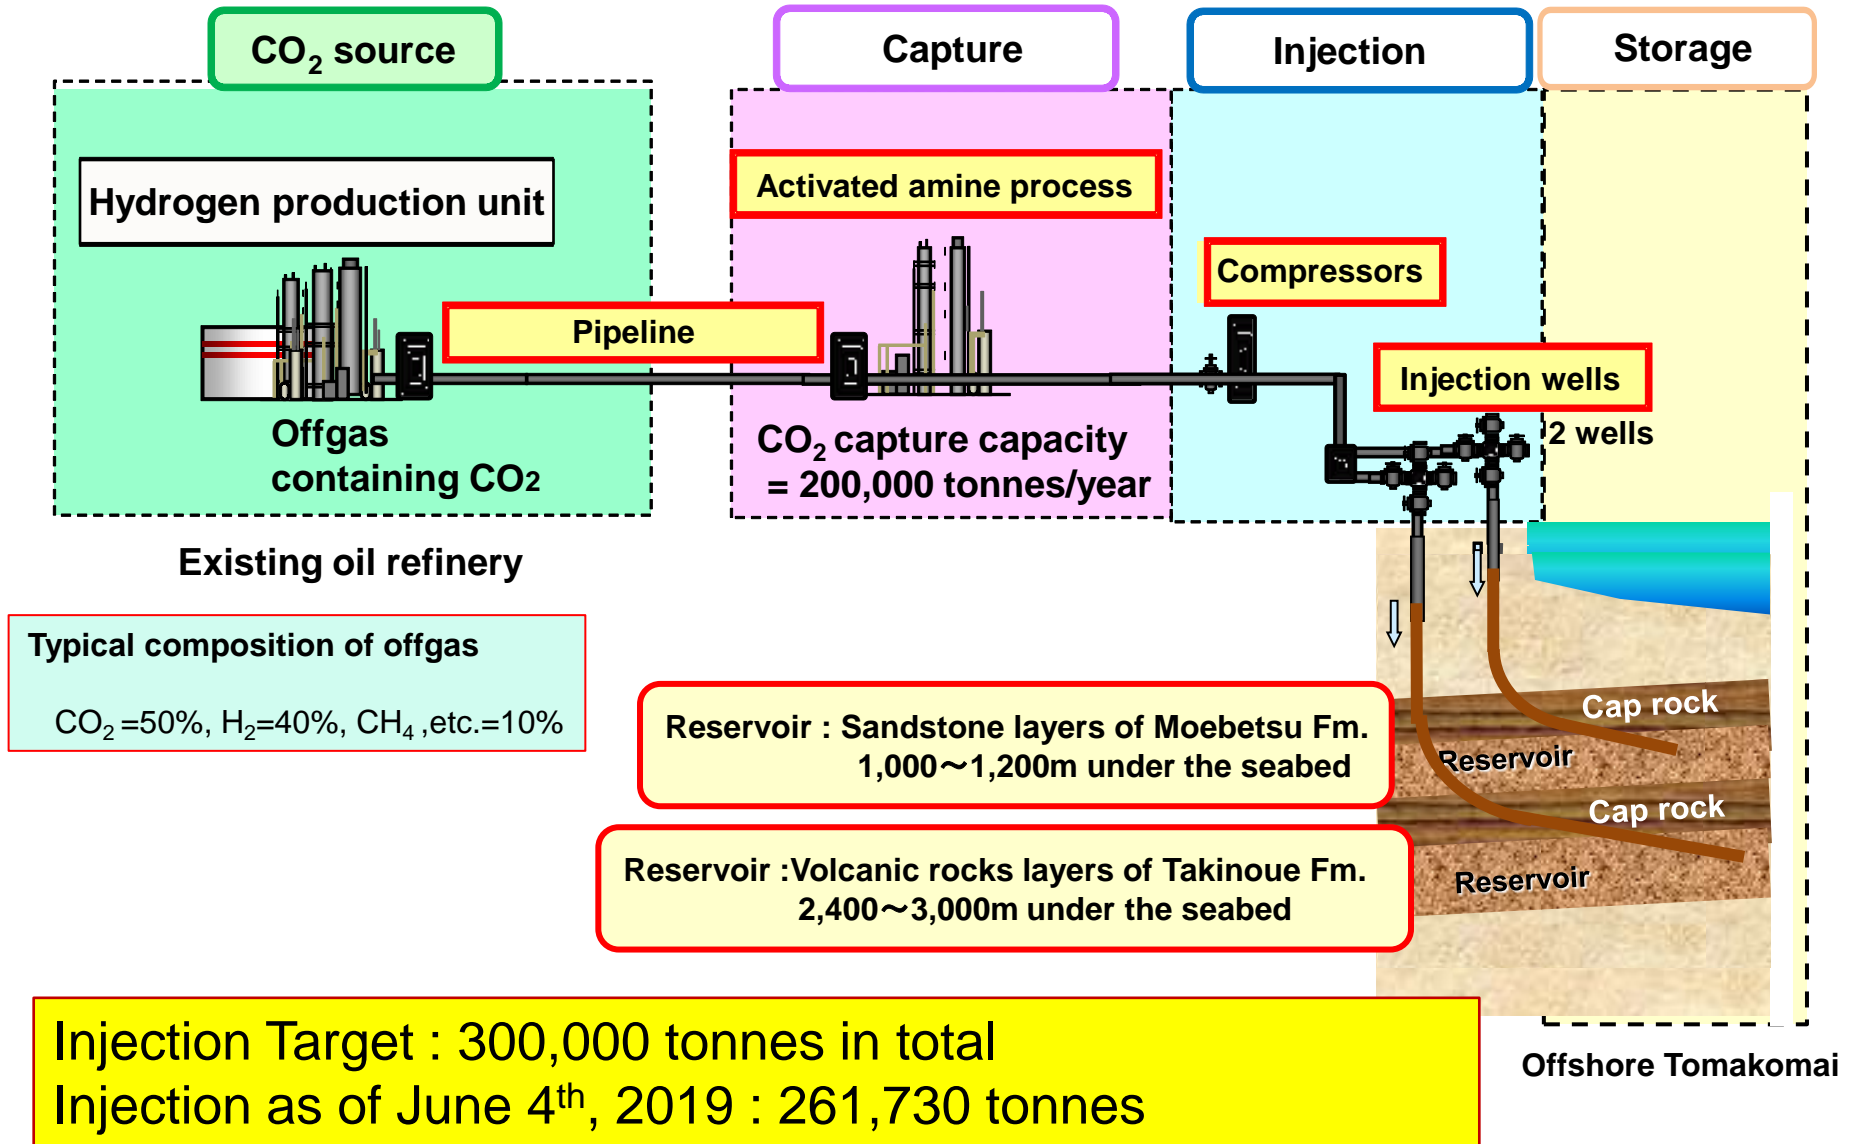 CO₂ source
Capture
Injection
Storage
Hydrogen production unit
Activated amine process
Compressors
Pipeline
Injection wells
2 wells
Offgas
containing CO2
CO₂ capture capacity
= 200,000 tonnes/year
Existing oil refinery
Typical composition of offgas
CO₂ =50%, H₂=40%, CH₄ ,etc.=10%
Reservoir : Sandstone layers of Moebetsu Fm.
1,000～1,200m under the seabed
Cap rock
Reservoir
Cap rock
Reservoir
Reservoir :Volcanic rocks layers of Takinoue Fm.
2,400～3,000m under the seabed
Injection Target : 300,000 tonnes in total
Injection as of June 4ᵗʰ, 2019 : 261,730 tonnes
Offshore Tomakomai